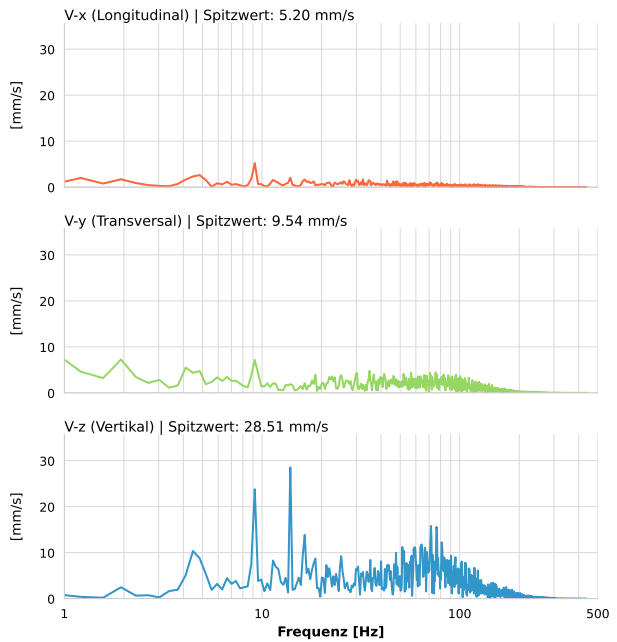 V-x (Longitudinal) | Spitzwert: 5.20 mm/s
30
20
10
0
[mm/s]
V-y (Transversal) | Spitzwert: 9.54 mm/s
30
20
10
0
[mm/s]
V-z (Vertikal) | Spitzwert: 28.51 mm/s
30
20
10
0
[mm/s]
1 10 100 500
Frequenz [Hz]